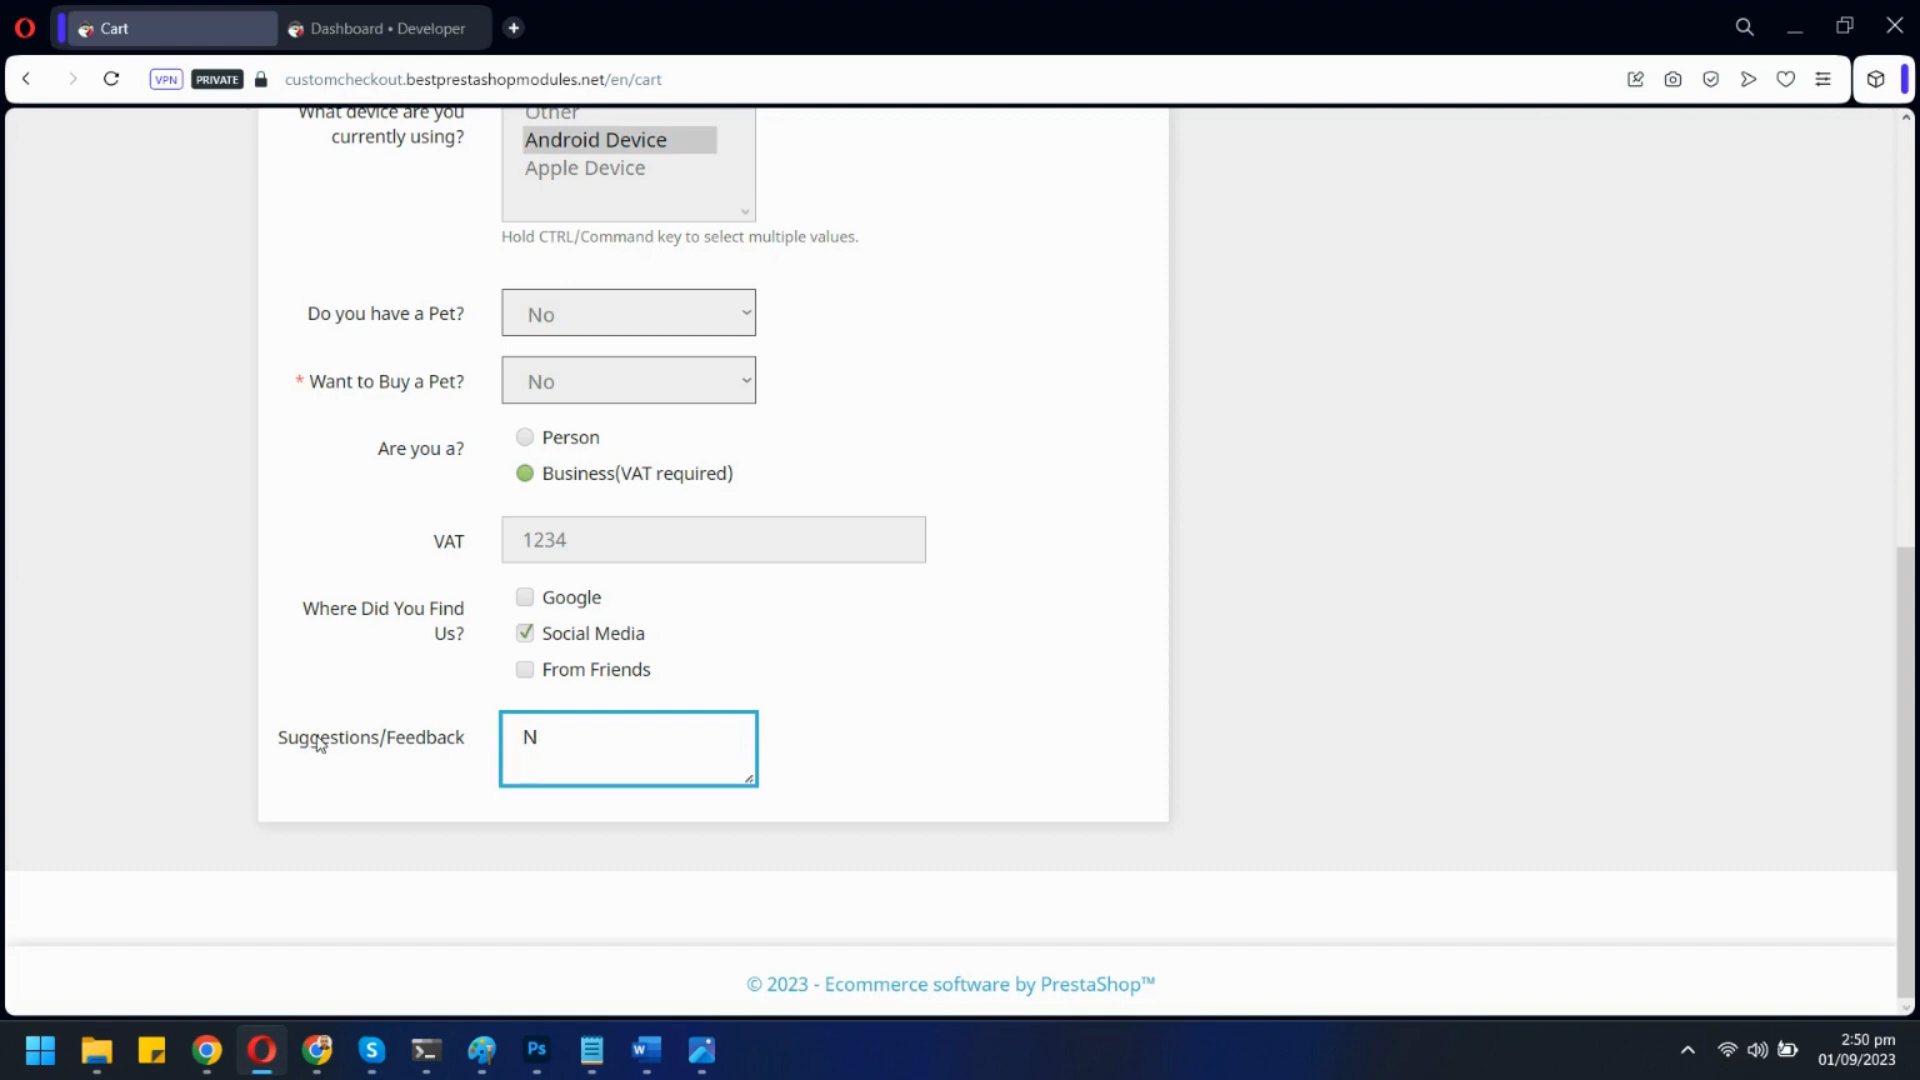 Cart
Dashboard • Developer
VPN
PRIVATE
customcheckout.bestprestashopmodules.net/en/cart
What device are you
currently using?
Other
Android Device
Apple Device
Hold CTRL/Command key to select multiple values.
Do you have a Pet?
No
* Want to Buy a Pet?
No
Are you a?
Person
Business(VAT required)
VAT
1234
Where Did You Find
Us?
Google
Social Media
From Friends
Suggestions/Feedback
N
© 2023 - Ecommerce software by PrestaShop™
Ps
W
2:50 pm
01/09/2023